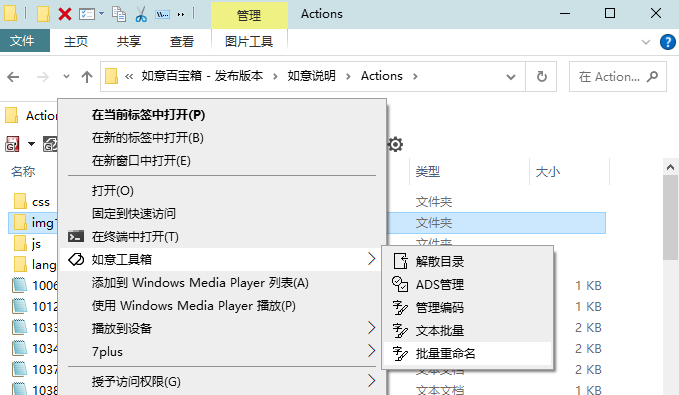 管理
Actions
文件
主页
共享
查看
图片工具
« 如意百宝箱 - 发布版本 › 如意说明 › Actions ›
在 Action...
Action
在当前标签中打开(P)
在新的标签中打开(B)
在新窗口中打开(E)
打开(O)
固定到快速访问
在终端中打开(T)
如意工具箱
添加到 Windows Media Player 列表(A)
使用 Windows Media Player 播放(P)
播放到设备
7plus
授予访问权限(G)
解散目录
ADS管理
管理编码
文本批量
批量重命名
名称
类型
大小
css
文件夹
img
文件夹
js
文件夹
lang
1006
1 KB
1012
1 KB
1033
2 KB
1034
2 KB
1037
2 KB
1038
文本文档
2 KB